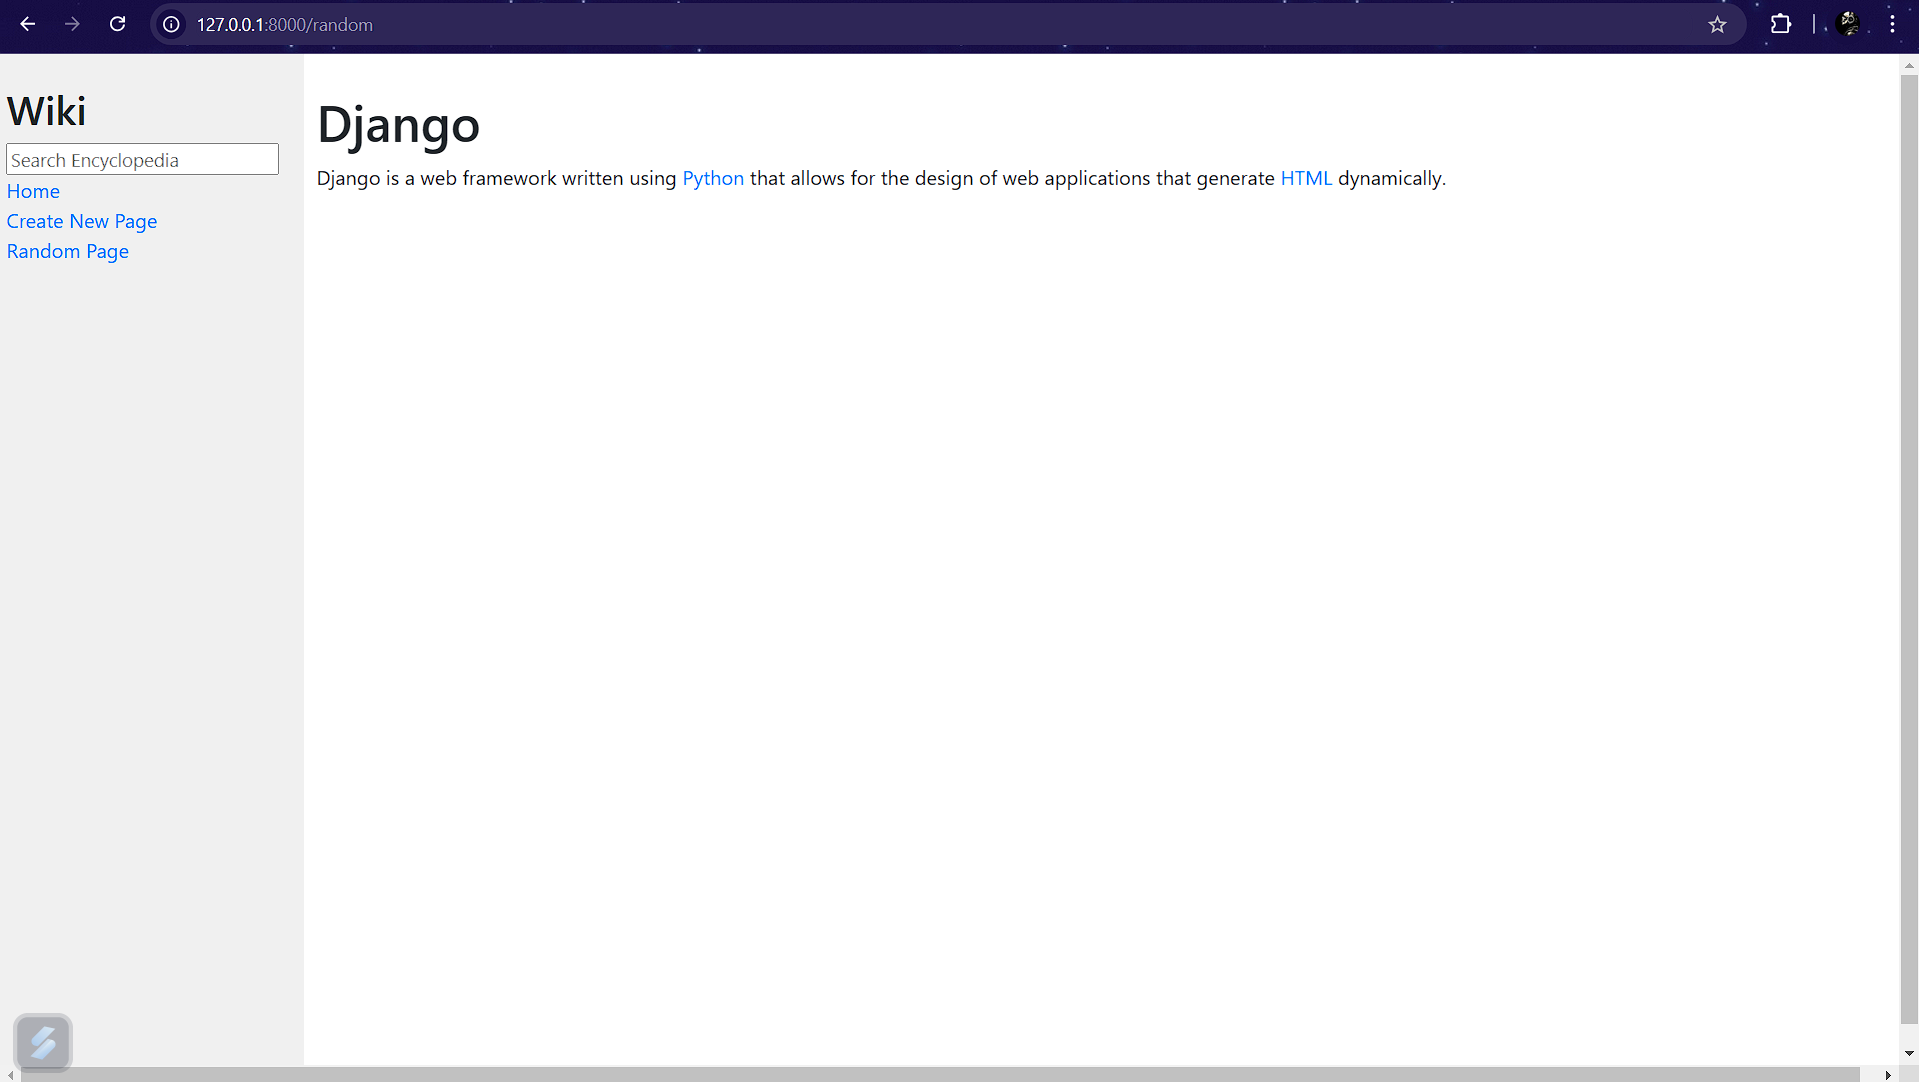 127.0.0.1:8000/random
Wiki
Search Encyclopedia
Home
Create New Page
Random Page
Django
Django is a web framework written using Python that allows for the design of web applications that generate HTML dynamically.